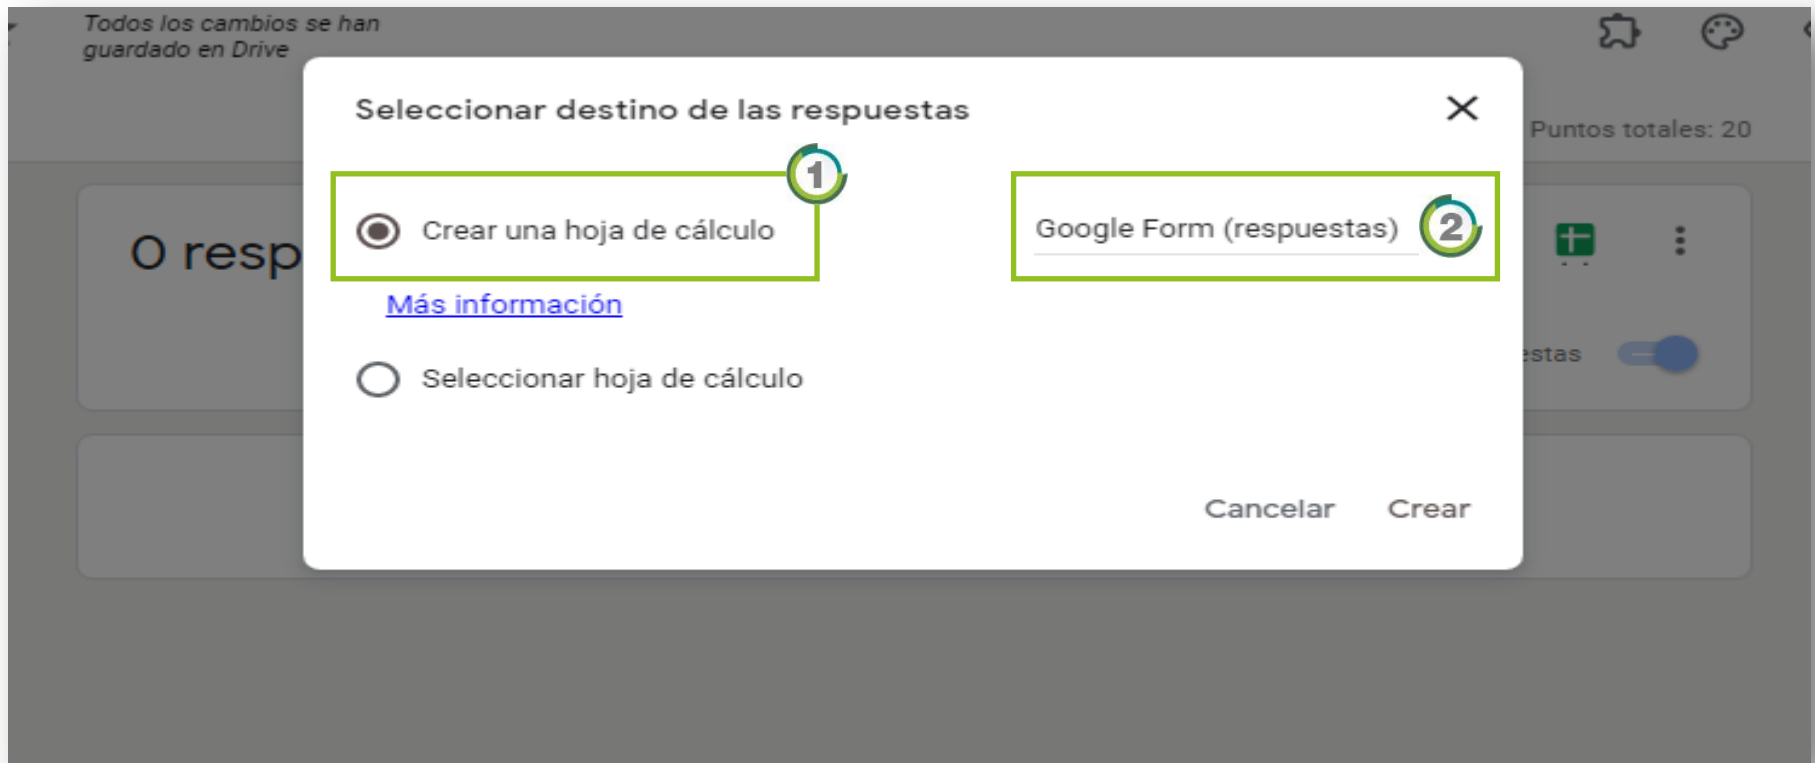 Todos los cambios se han
guardado en Drive
Seleccionar destino de las respuestas
Puntos totales: 20
1
0 resp
Crear una hoja de cálculo
Google Form (respuestas)
2
Más información
estas
Seleccionar hoja de cálculo
Cancelar
Crear